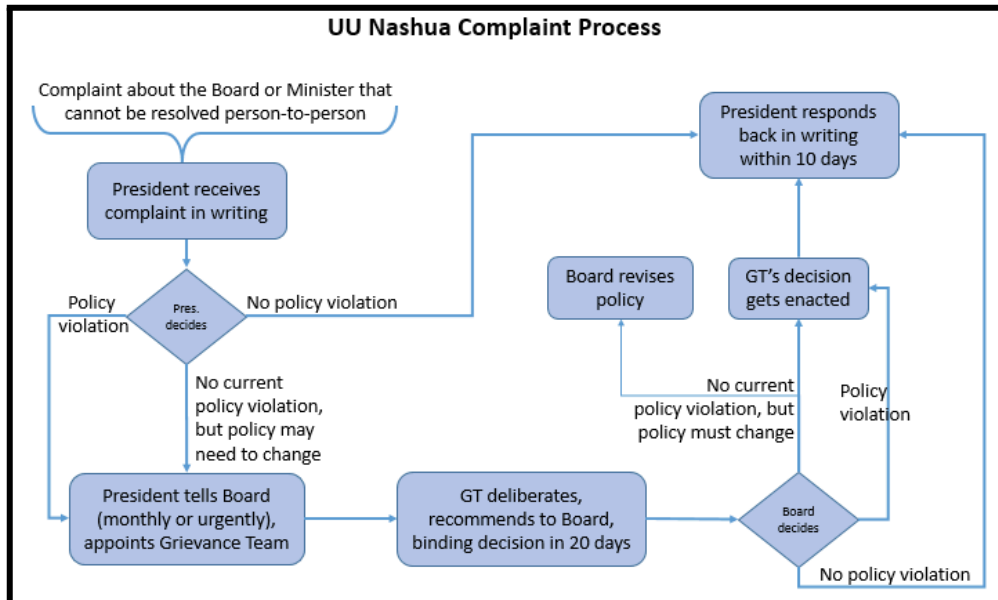 UU Nashua Complaint Process
Complaint about the Board or Minister that
cannot be resolved person-to-person
President receives
complaint in writing
Pres.
decides
Policy
violation
No policy violation
No current
policy violation,
but policy may
need to change
President tells Board
(monthly or urgently),
appoints Grievance Team
GT deliberates,
recommends to Board,
binding decision in 20 days
Board
decides
No current
policy violation, but
policy must change
Policy
violation
No policy violation
Board revises
policy
GT's decision
gets enacted
President responds
back in writing
within 10 days